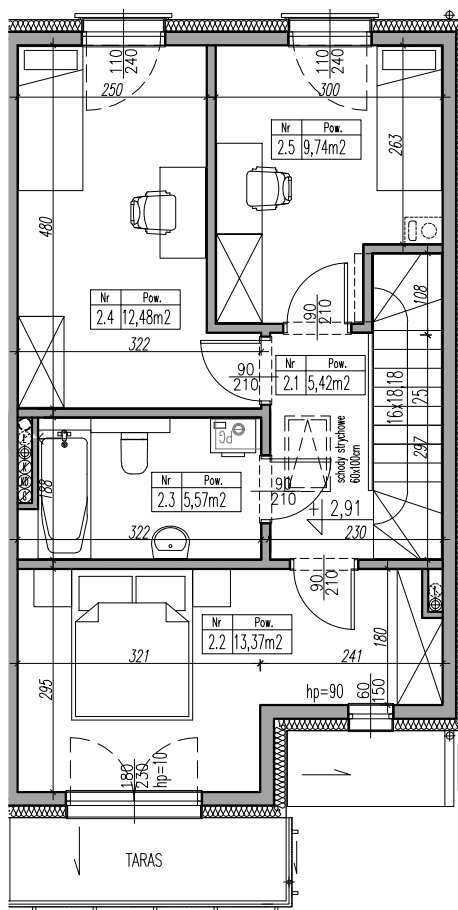 110
240
110
240
250
300
Nr Pow.
2.5 9,74m2
263
480
Nr Pow.
2.4 12,48m2
108
90
210
322
90
210
Nr Pow.
2.1 5,42m2
16x18,18
25
schody strychowe
60x100cm
PG
297
188
Nr Pow.
2.3 5,57m2
90
210
+ 2,91
322
230
90
210
Nr Pow.
2.2 13,37m2
180
321
241
295
hp=90
60
150
180
230
hp=10
TARAS